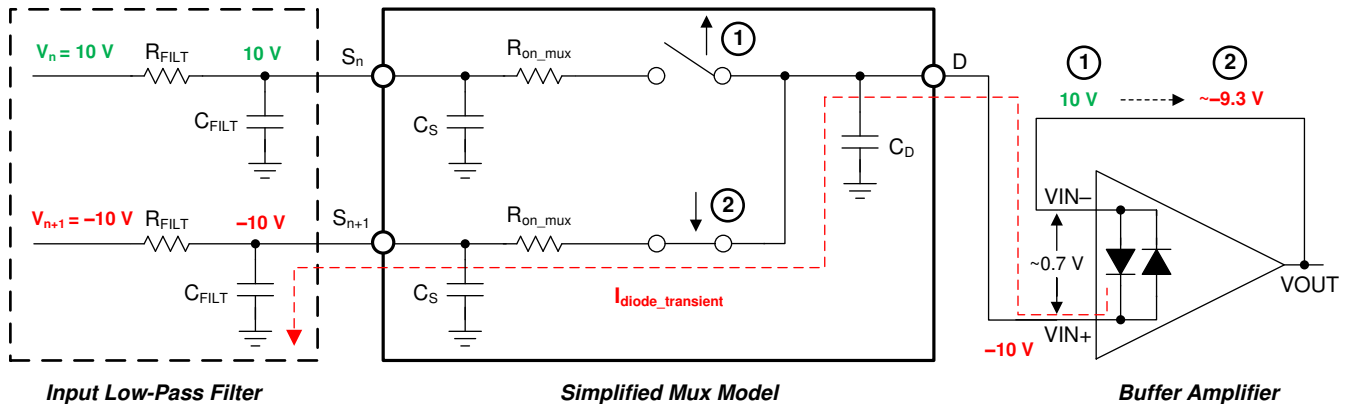 Vn = 10 V
RFILT
10 V
Sn
Ron_mux
1
D
1
2
10 V
~–9.3 V
CFILT
CS
CD
Vn+1 = –10 V
RFILT
–10 V
Sn+1
Ron_mux
2
VIN–
~0.7 V
CFILT
CS
Idiode_transient
VOUT
VIN+
–10 V
Input Low-Pass Filter
Simplified Mux Model
Buffer Amplifier